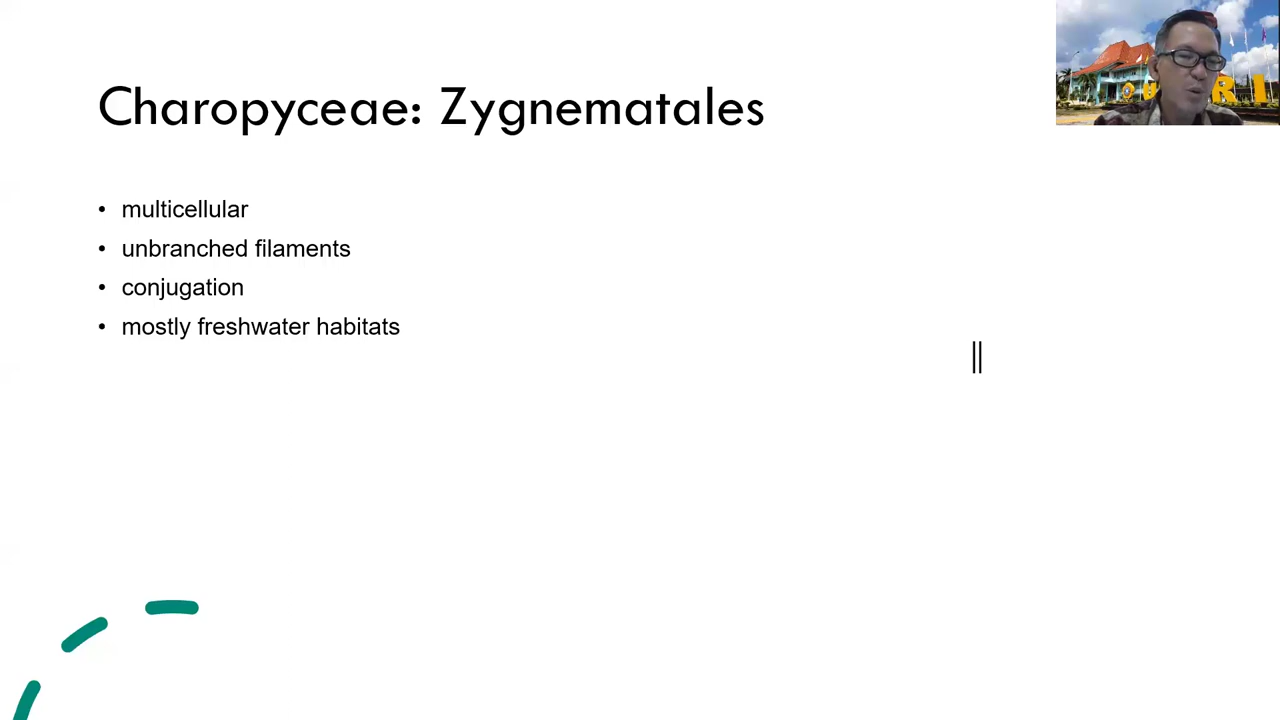 Charopyceae: Zygnematales
• multicellular
• unbranched filaments
• conjugation
• mostly freshwater habitats